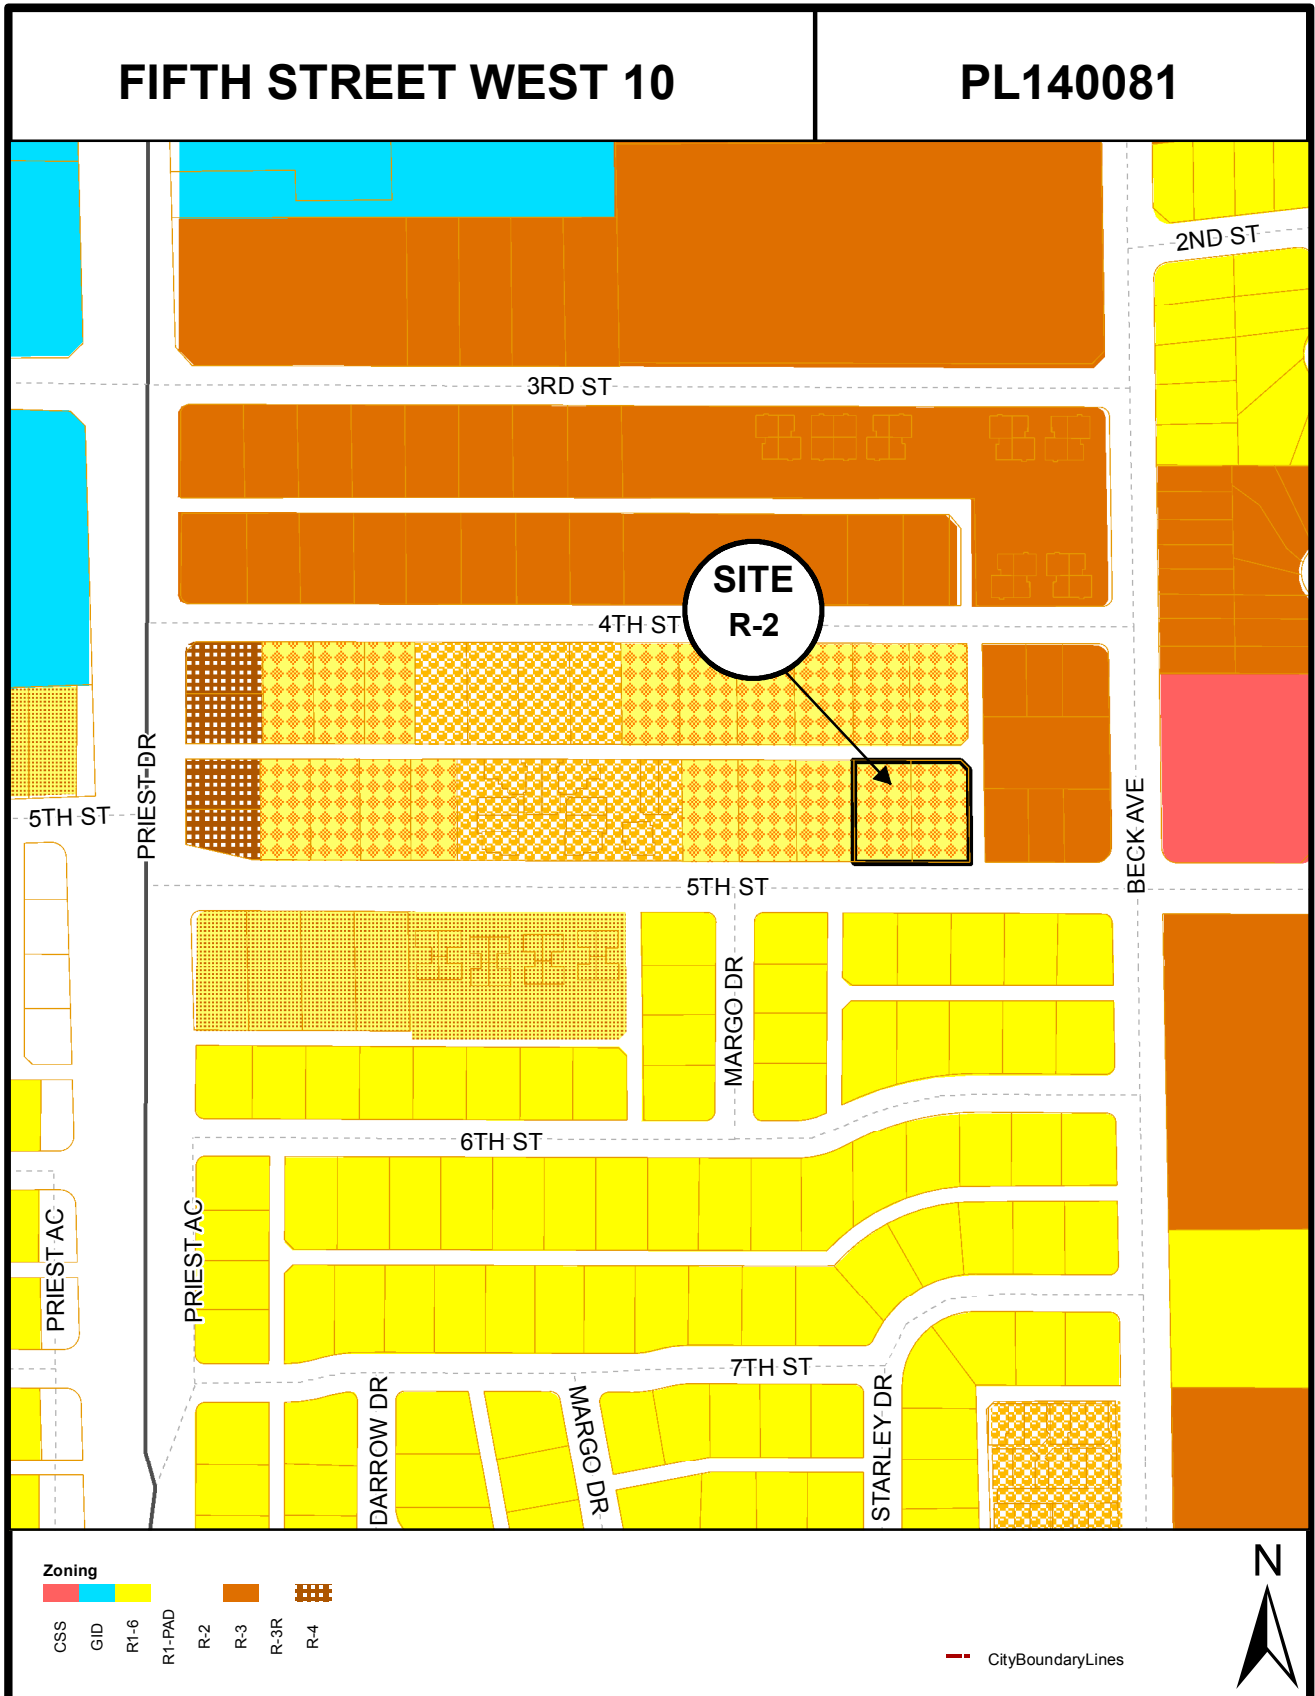 FIFTH STREET WEST 10
PL140081
2ND ST
3RD ST
SITE
R-2
4TH ST
PRIEST DR
5TH ST
BECK AVE
5TH ST
MARGO DR
6TH ST
PRIEST AC
PRIEST AC
7TH ST
DARROW DR
MARGO DR
STARLEY DR
Zoning
CSS
GID
R1-6
R1-PAD
R-2
R-3
R-3R
R-4
CityBoundaryLines
N